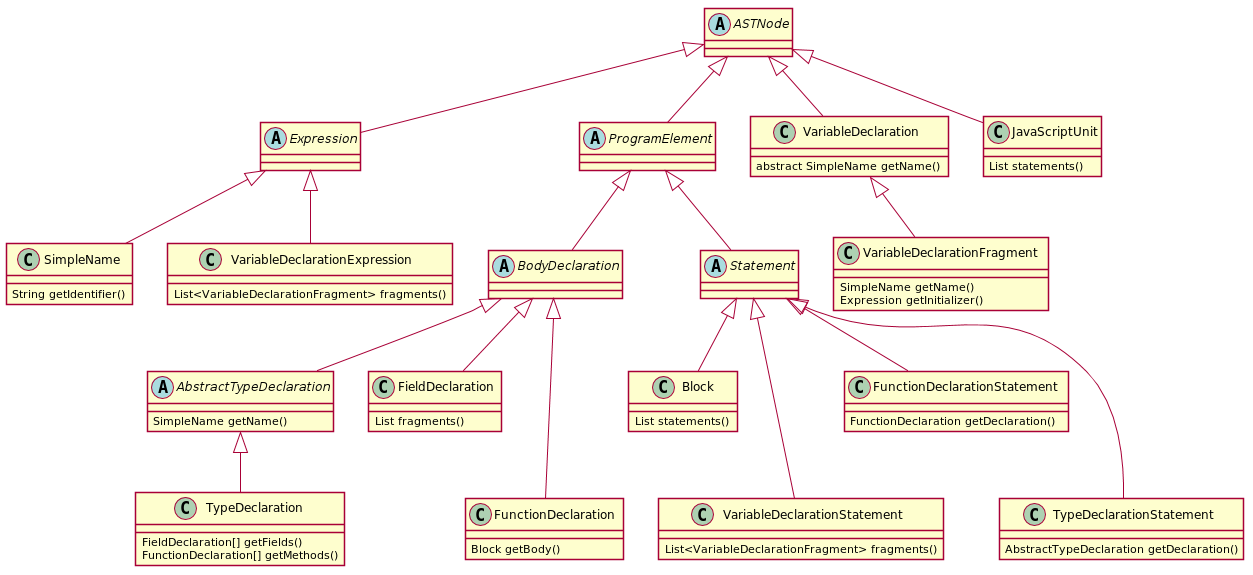 A ASTNode
A Expression
A ProgramElement
C VariableDeclaration
abstract SimpleName getName()
C JavaScriptUnit
List statements()
C SimpleName
String getIdentifier()
C VariableDeclarationExpression
List<VariableDeclarationFragment> fragments()
A BodyDeclaration
A Statement
C VariableDeclarationFragment
SimpleName getName()
Expression getInitializer()
A AbstractTypeDeclaration
SimpleName getName()
C FieldDeclaration
List fragments()
C Block
List statements()
C FunctionDeclarationStatement
FunctionDeclaration getDeclaration()
C TypeDeclaration
FieldDeclaration[] getFields()
FunctionDeclaration[] getMethods()
C FunctionDeclaration
Block getBody()
C VariableDeclarationStatement
List<VariableDeclarationFragment> fragments()
C TypeDeclarationStatement
AbstractTypeDeclaration getDeclaration()